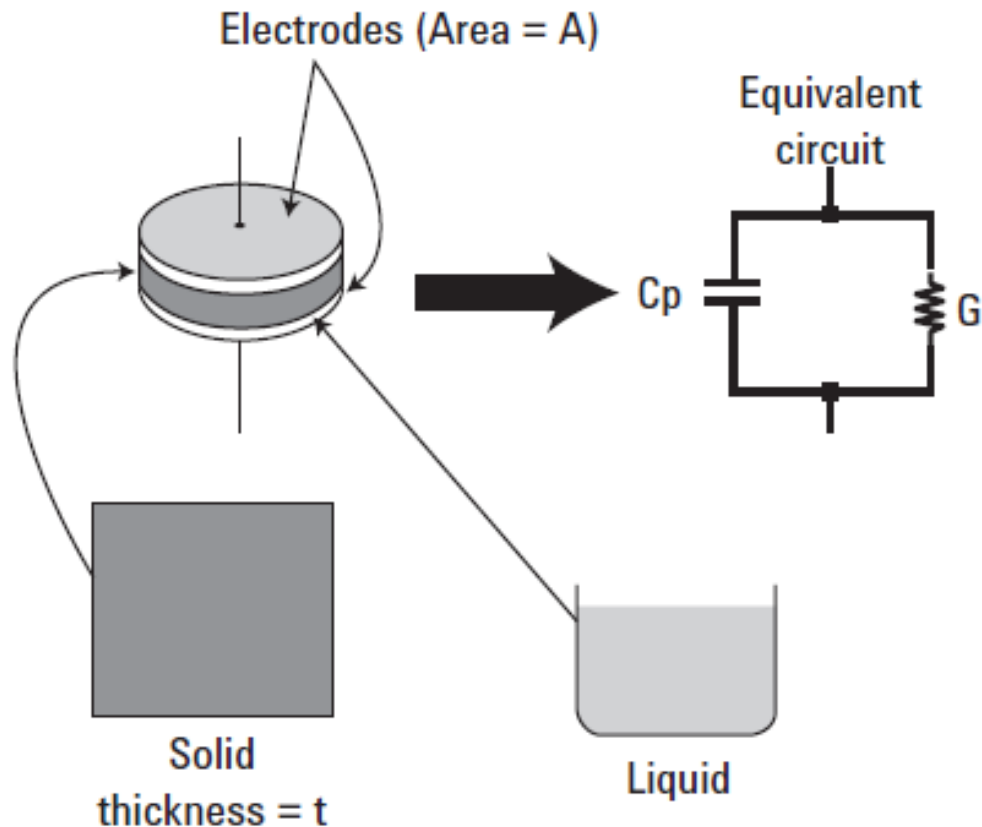 Electrodes (Area = A)
Equivalent
circuit
Cp
G
Solid
thickness = t
Liquid